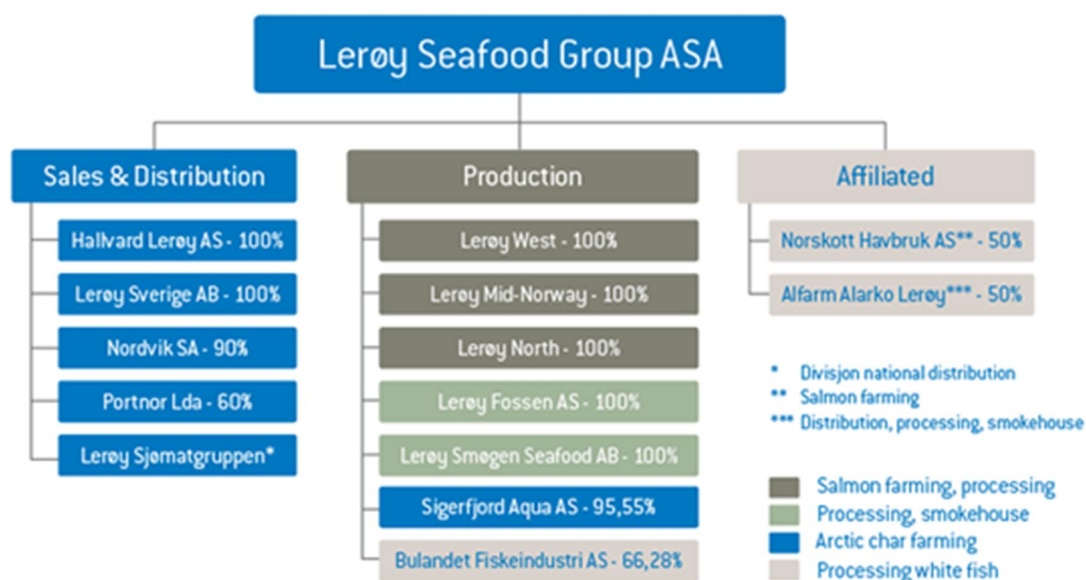 Lerøy Seafood Group ASA
Sales & Distribution
Hallvard Lerøy AS - 100%
Lerøy Sverige AB - 100%
Nordvik SA - 90%
Portnor Lda - 60%
Lerøy Sjømatgruppen*
Production
Lerøy West - 100%
Lerøy Mid-Norway - 100%
Lerøy North - 100%
Lerøy Fossen AS - 100%
Lerøy Smøgen Seafood AB - 100%
Sigerfjord Aqua AS - 95,55%
Bulandet Fiskeindustri AS - 66,28%
Affiliated
Norskott Havbruk AS** - 50%
Alfarm Alarko Lerøy*** - 50%
* Divisjon national distribution
** Salmon farming
*** Distribution, processing, smokehouse
Salmon farming, processing
Processing, smokehouse
Arctic char farming
Processing white fish